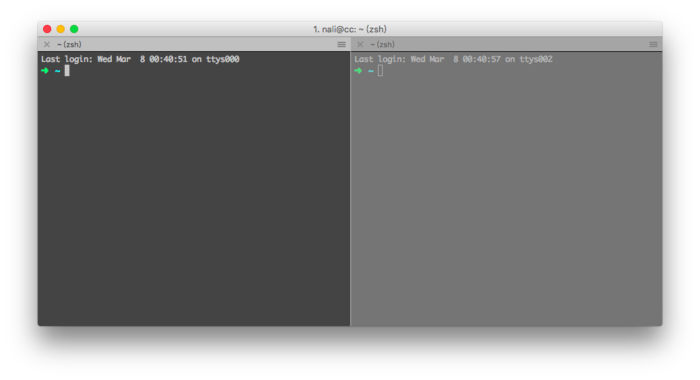 1. nali@cc: ~ (zsh)
~ (zsh)
~ (zsh)
Last login: Wed Mar  8 00:40:51 on ttys000
➜ ~
Last login: Wed Mar  8 00:40:57 on ttys002
➜ ~